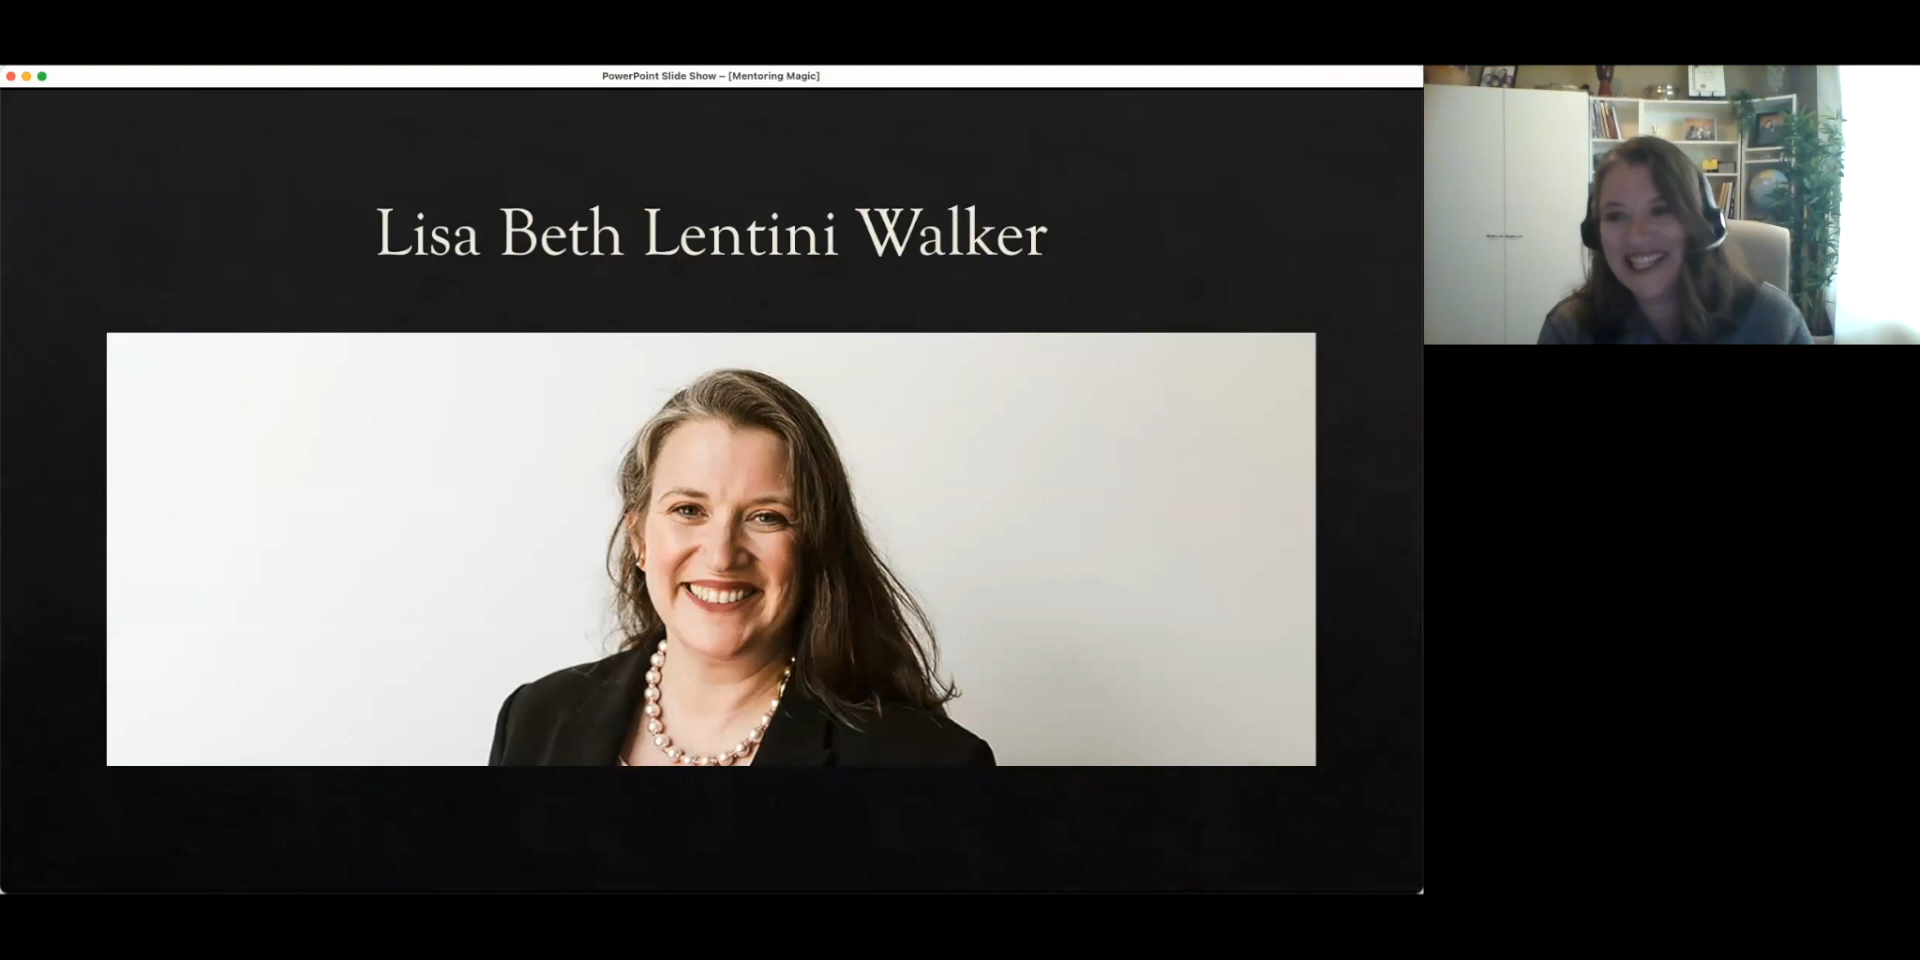 PowerPoint Slide Show – [Mentoring Magic]
Lisa Beth Lentini Walker